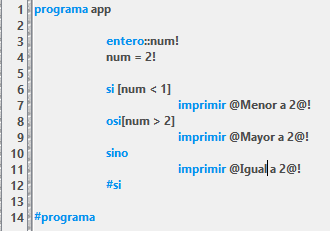 1 programa app
2
3 entero::num!
4 num = 2!
5
6 si [num < 1]
7 imprimir @Menor a 2@!
8 osi[num > 2]
9 imprimir @Mayor a 2@!
10 sino
11 imprimir @Igual a 2@!
12 #si
13
14 #programa